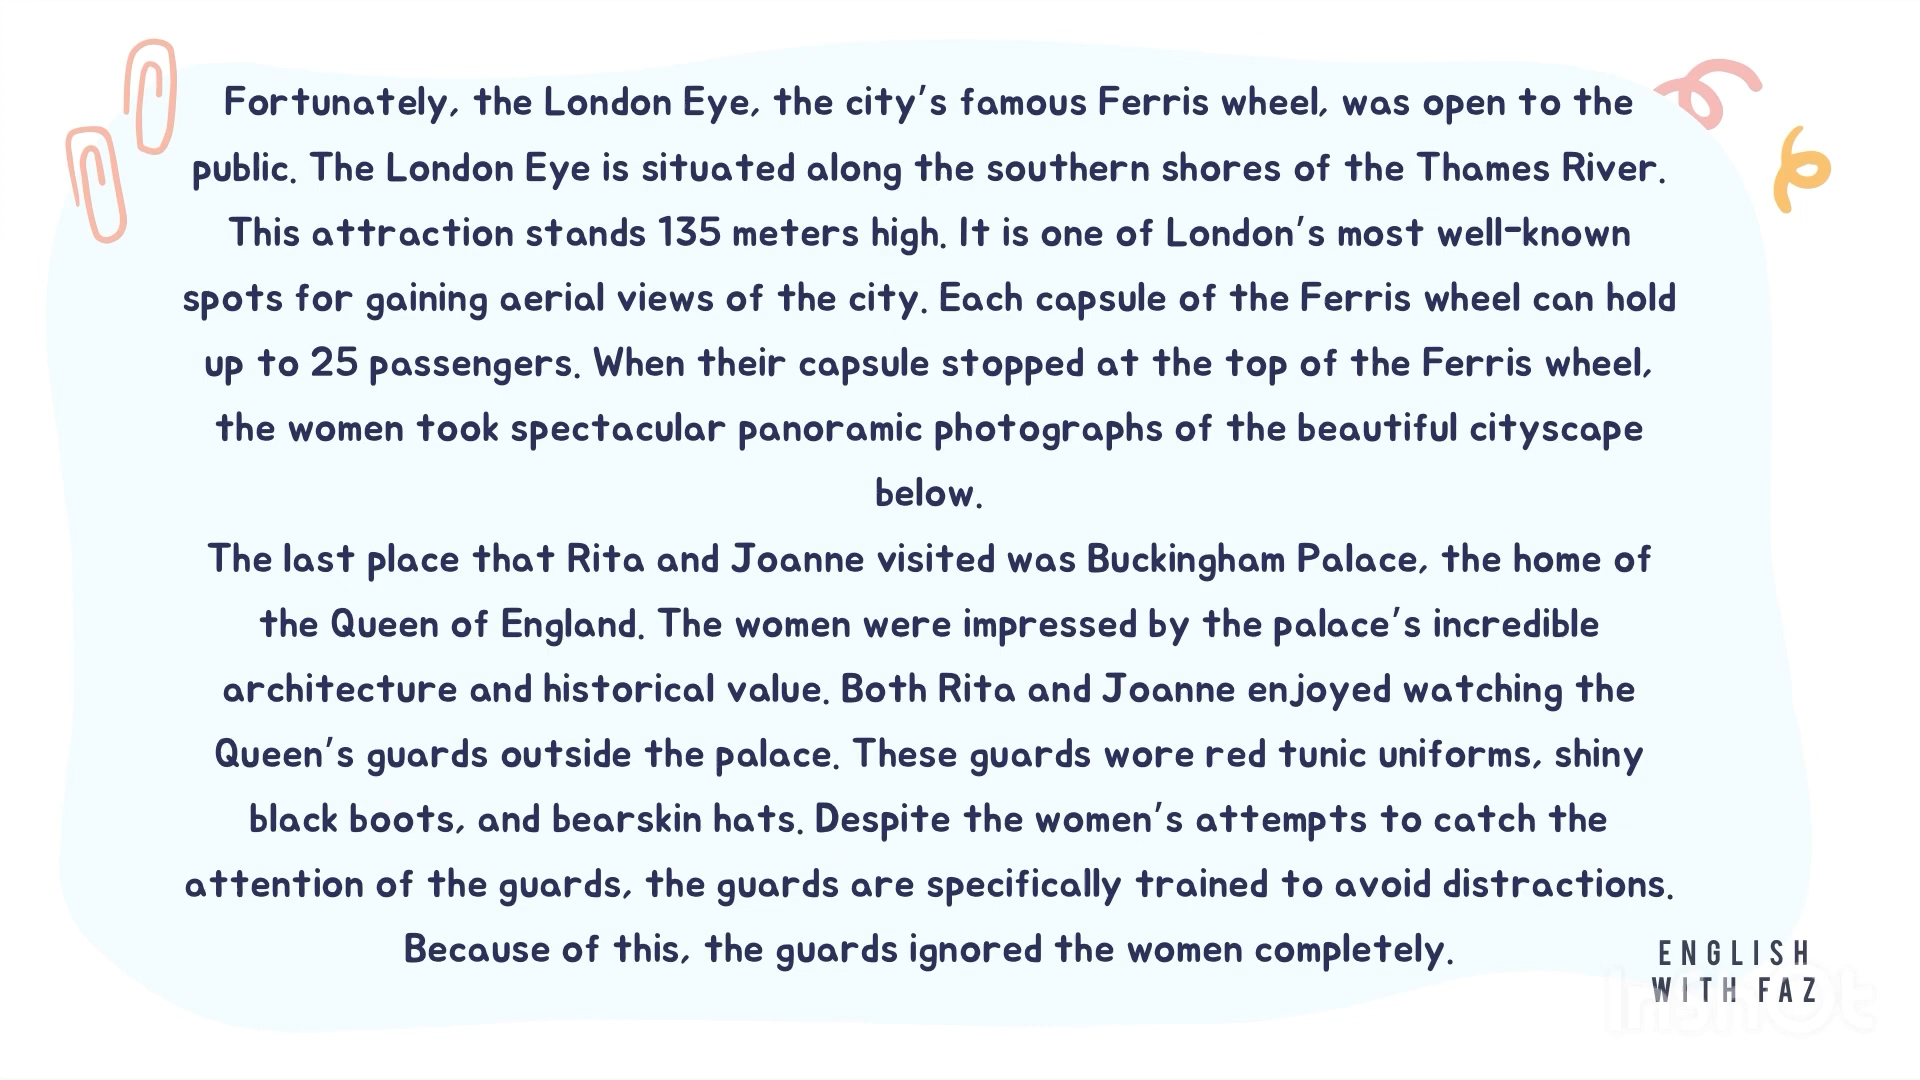 Fortunately, the London Eye, the city's famous Ferris wheel, was open to the
public. The London Eye is situated along the southern shores of the Thames River.
This attraction stands 135 meters high. It is one of London's most well-known
spots for gaining aerial views of the city. Each capsule of the Ferris wheel can hold
up to 25 passengers. When their capsule stopped at the top of the Ferris wheel,
the women took spectacular panoramic photographs of the beautiful cityscape
below.
The last place that Rita and Joanne visited was Buckingham Palace, the home of
the Queen of England. The women were impressed by the palace's incredible
architecture and historical value. Both Rita and Joanne enjoyed watching the
Queen's guards outside the palace. These guards wore red tunic uniforms, shiny
black boots, and bearskin hats. Despite the women's attempts to catch the
attention of the guards, the guards are specifically trained to avoid distractions.
Because of this, the guards ignored the women completely.
ENGLISH
WITH FAZ
InShOt